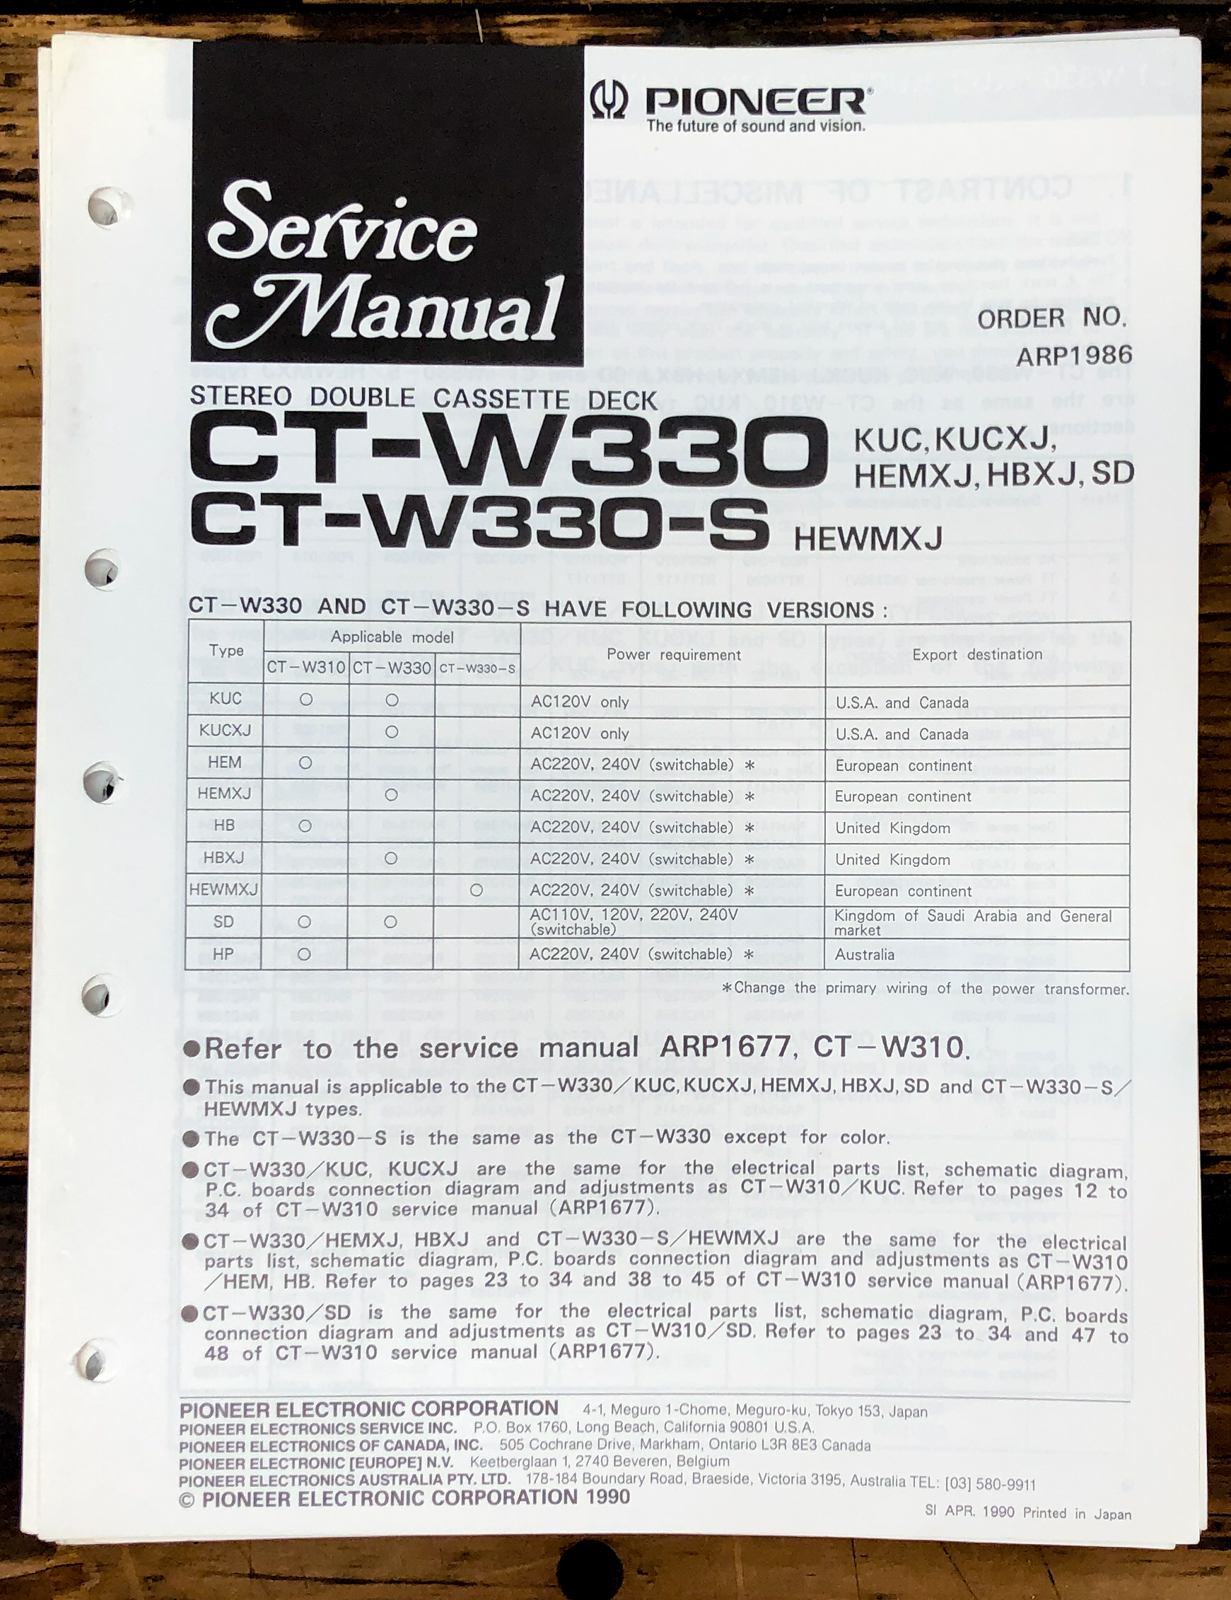 PIONEER®
The future of sound and vision.
Service
Manual
ORDER NO.
ARP1986
STEREO DOUBLE CASSETTE DECK
CT-W330 KUC, KUCXJ,
HEMXJ, HBXJ, SD
CT-W330-S HEWMXJ
CT-W330 AND CT-W330-S HAVE FOLLOWING VERSIONS :
Type Applicable model Power requirement Export destination
CT-W310 CT-W330 CT-W330-S
KUC ○ ○ AC120V only U.S.A. and Canada
KUCXJ ○ AC120V only U.S.A. and Canada
HEM ○ AC220V, 240V (switchable) * European continent
HEMXJ ○ AC220V, 240V (switchable) * European continent
HB ○ AC220V, 240V (switchable) * United Kingdom
HBXJ ○ AC220V, 240V (switchable) * United Kingdom
HEWMXJ ○ AC220V, 240V (switchable) * European continent
SD ○ ○ AC110V, 120V, 220V, 240V (switchable) Kingdom of Saudi Arabia and General market
HP ○ AC220V, 240V (switchable) * Australia
*Change the primary wiring of the power transformer.
●Refer to the service manual ARP1677, CT-W310.
●This manual is applicable to the CT-W330/KUC, KUCXJ, HEMXJ, HBXJ, SD and CT-W330-S/
HEWMXJ types.
●The CT-W330-S is the same as the CT-W330 except for color.
●CT-W330/KUC, KUCXJ are the same for the electrical parts list, schematic diagram,
P.C. boards connection diagram and adjustments as CT-W310/KUC. Refer to pages 12 to
34 of CT-W310 service manual (ARP1677).
●CT-W330/HEMXJ, HBXJ and CT-W330-S/HEWMXJ are the same for the electrical
parts list, schematic diagram, P.C. boards connection diagram and adjustments as CT-W310
/HEM, HB. Refer to pages 23 to 34 and 38 to 45 of CT-W310 service manual (ARP1677).
●CT-W330/SD is the same for the electrical parts list, schematic diagram, P.C. boards
connection diagram and adjustments as CT-W310/SD. Refer to pages 23 to 34 and 47 to
48 of CT-W310 service manual (ARP1677).
PIONEER ELECTRONIC CORPORATION 4-1, Meguro 1-Chome, Meguro-ku, Tokyo 153, Japan
PIONEER ELECTRONICS SERVICE INC. P.O. Box 1760, Long Beach, California 90801 U.S.A.
PIONEER ELECTRONICS OF CANADA, INC. 505 Cochrane Drive, Markham, Ontario L3R 8E3 Canada
PIONEER ELECTRONIC [EUROPE] N.V. Keetberglaan 1, 2740 Beveren, Belgium
PIONEER ELECTRONICS AUSTRALIA PTY. LTD. 178-184 Boundary Road, Braeside, Victoria 3195, Australia TEL: [03] 580-9911
© PIONEER ELECTRONIC CORPORATION 1990
SI APR. 1990 Printed in Japan